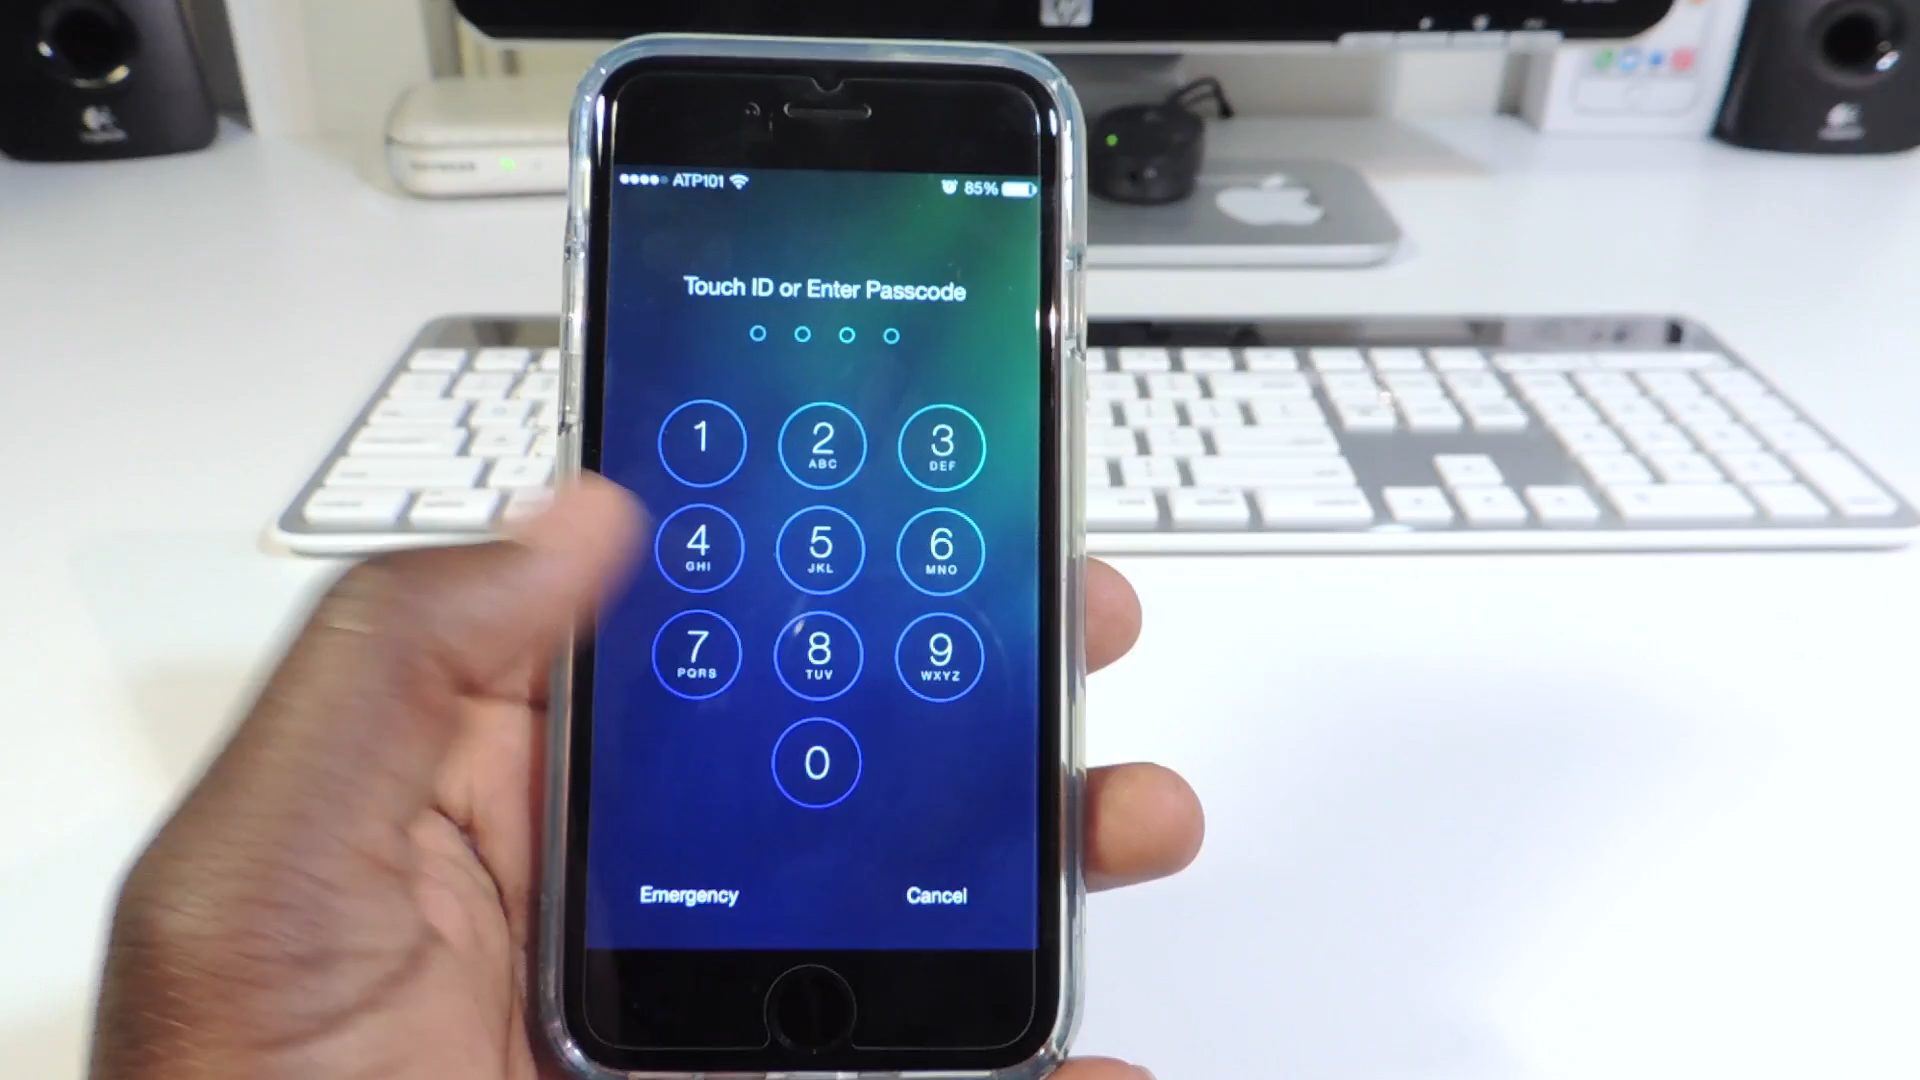 ATP101 85%
Touch ID or Enter Passcode
1 2 3
ABC DEF
4 5 6
GHI JKL MNO
7 8 9
PQRS TUV WXYZ
0
Emergency Cancel
hp